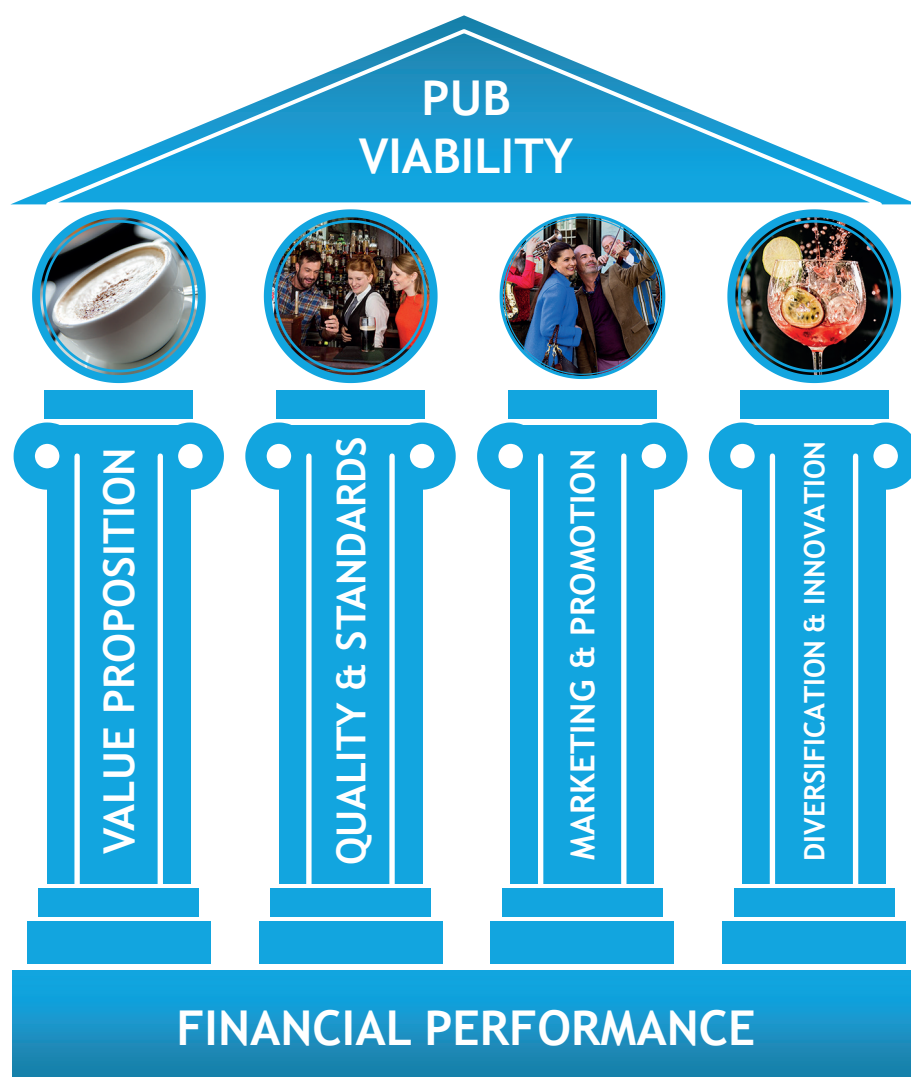 PUB
VIABILITY
VALUE PROPOSITION
QUALITY & STANDARDS
MARKETING & PROMOTION
DIVERSIFICATION & INNOVATION
FINANCIAL PERFORMANCE